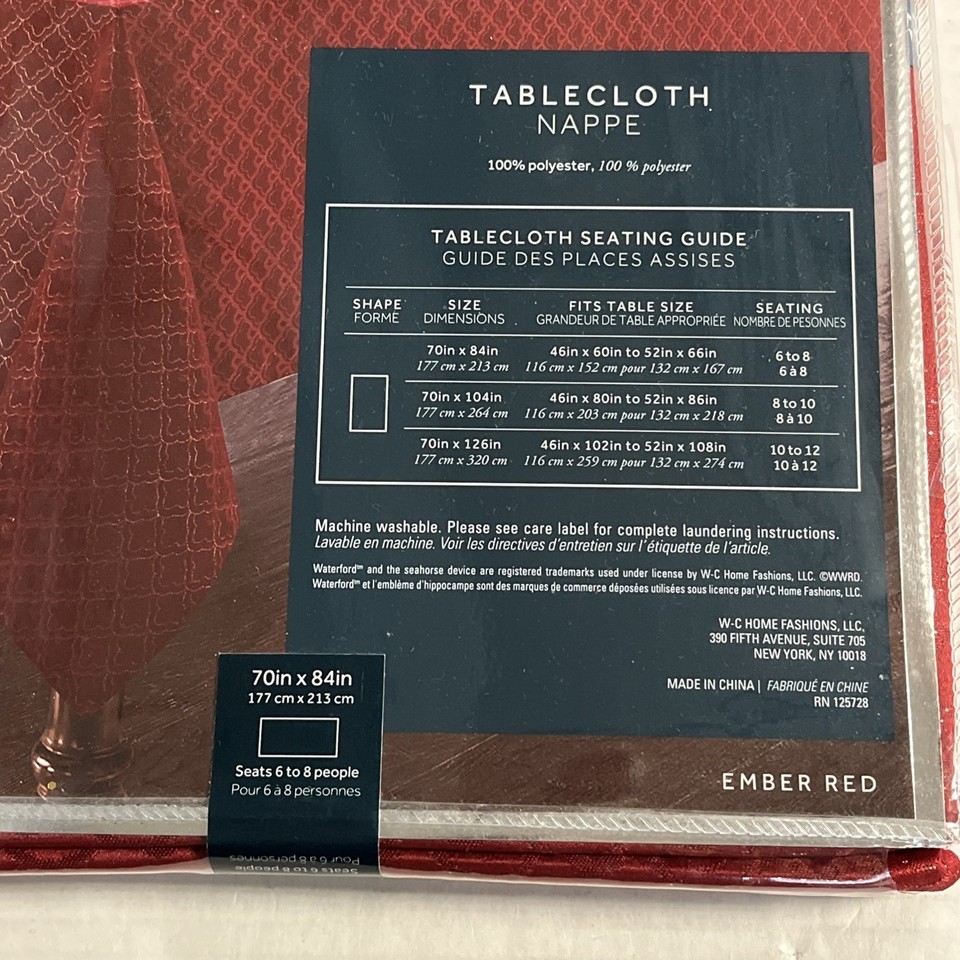 TABLECLOTH
NAPPE
100% polyester, 100 % polyester
TABLECLOTH SEATING GUIDE
GUIDE DES PLACES ASSISES
SHAPE SIZE FITS TABLE SIZE SEATING
FORME DIMENSIONS GRANDEUR DE TABLE APPROPRIÉE NOMBRE DE PESONNES
70in x 84in 46in x 60in to 52in x 66in 6 to 8
177 cm x 213 cm 116 cm x 152 cm pour 132 cm x 167 cm 6 à 8
70in x 104in 46in x 80in to 52in x 86in 8 to 10
177 cm x 264 cm 116 cm x 203 cm pour 132 cm x 218 cm 8 à 10
70in x 126in 46in x 102in to 52in x 108in 10 to 12
177 cm x 320 cm 116 cm x 259 cm pour 132 cm x 274 cm 10 à 12
Machine washable. Please see care label for complete laundering instructions.
Lavable en machine. Voir les directives d'entretien sur l'étiquette de l'article.
Waterford™ and the seahorse device are registered trademarks used under license by W-C Home Fashions, LLC. ©WWRD.
Waterford™ et l'emblème d'hippocampe sont des marques de commerce déposées utilisées sous licence par W-C Home Fashions, LLC.
W-C HOME FASHIONS, LLC,
390 FIFTH AVENUE, SUITE 705
NEW YORK, NY 10018
MADE IN CHINA | FABRIQUÉ EN CHINE
RN 125728
70in x 84in
177 cm x 213 cm
Seats 6 to 8 people
Pour 6 à 8 personnes
EMBER RED
Pour 6 à 8 personnes
Seats 6 to 8 people